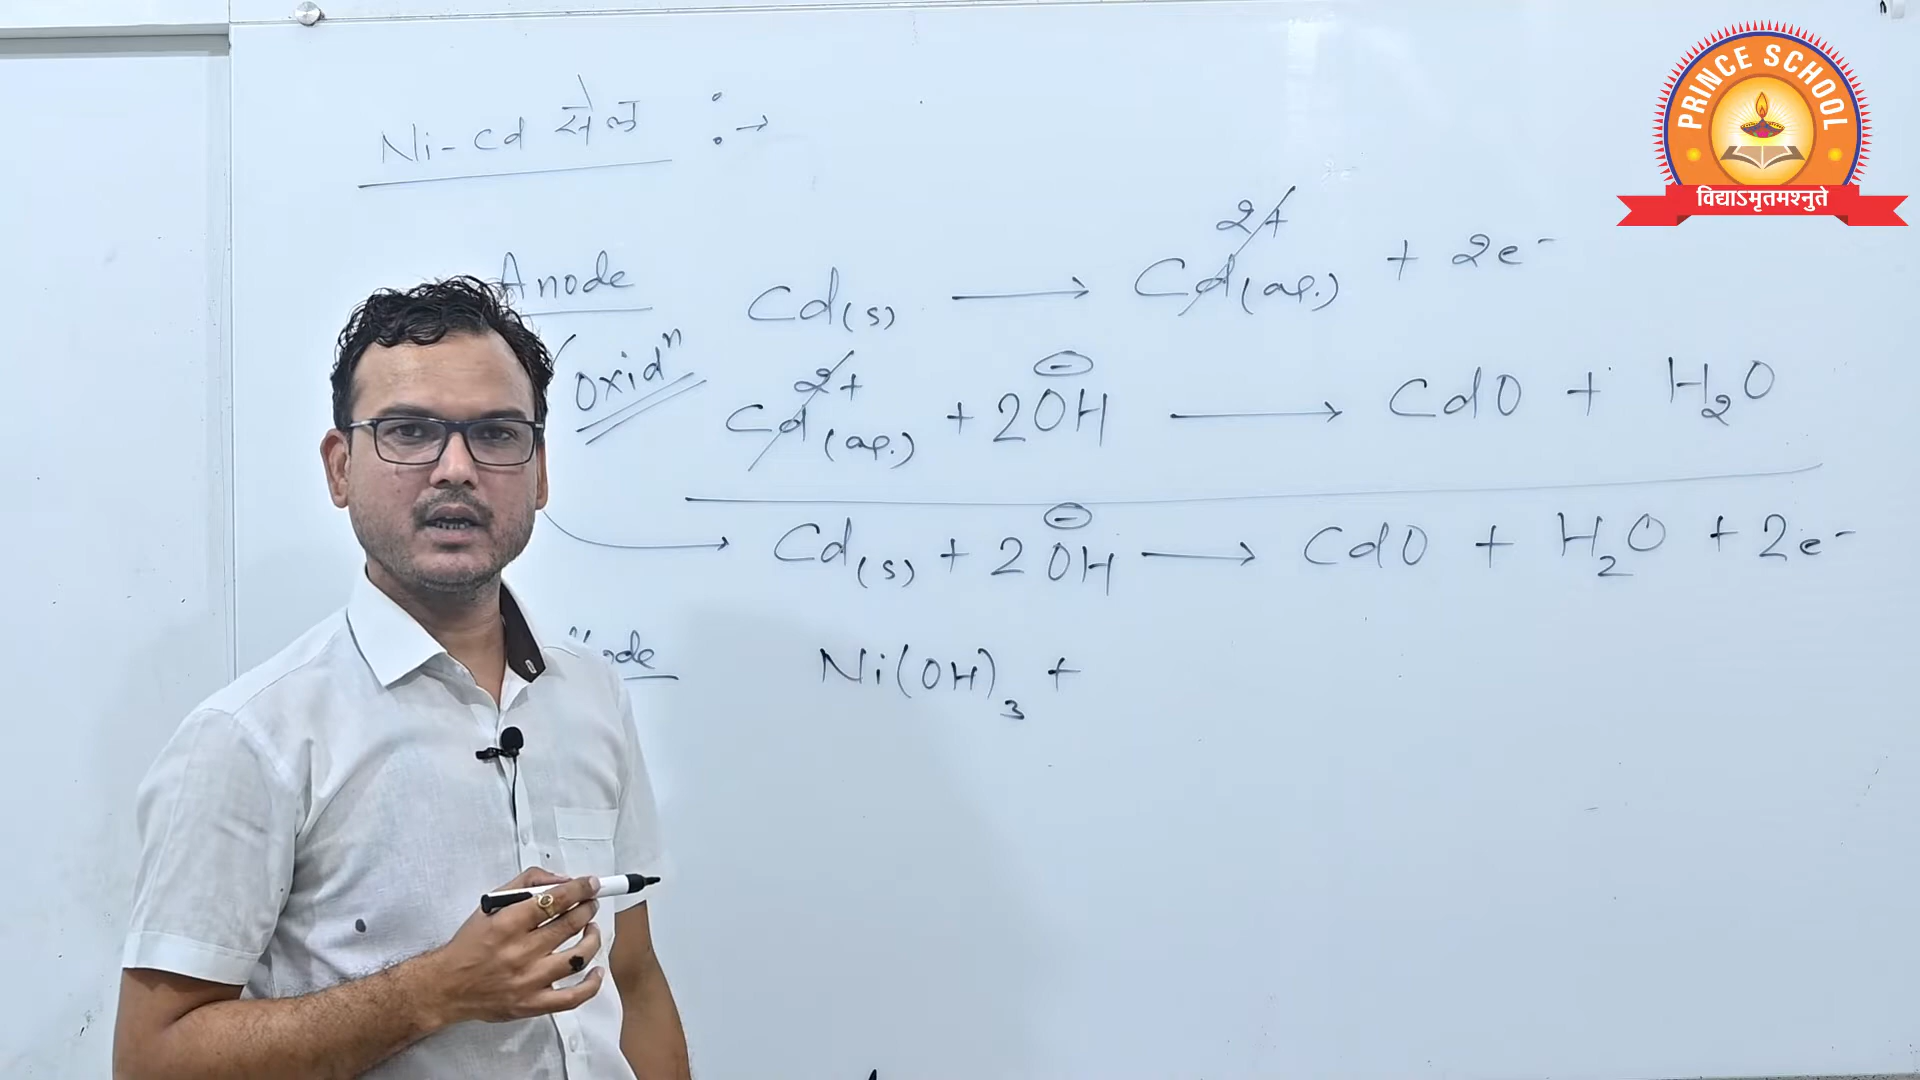 PRINCE SCHOOL
विद्याऽमृतमश्नुते
Ni-Cd सेल :→
Anode
Cd(s) ⟶ Cd²⁺(aq.) + 2e⁻
Oxidⁿ
Cd²⁺(aq.) + 2OH⊖ ⟶ CdO + H₂O
→ Cd(s) + 2OH⊖ ⟶ CdO + H₂O + 2e⁻
Ni(OH)₃ +